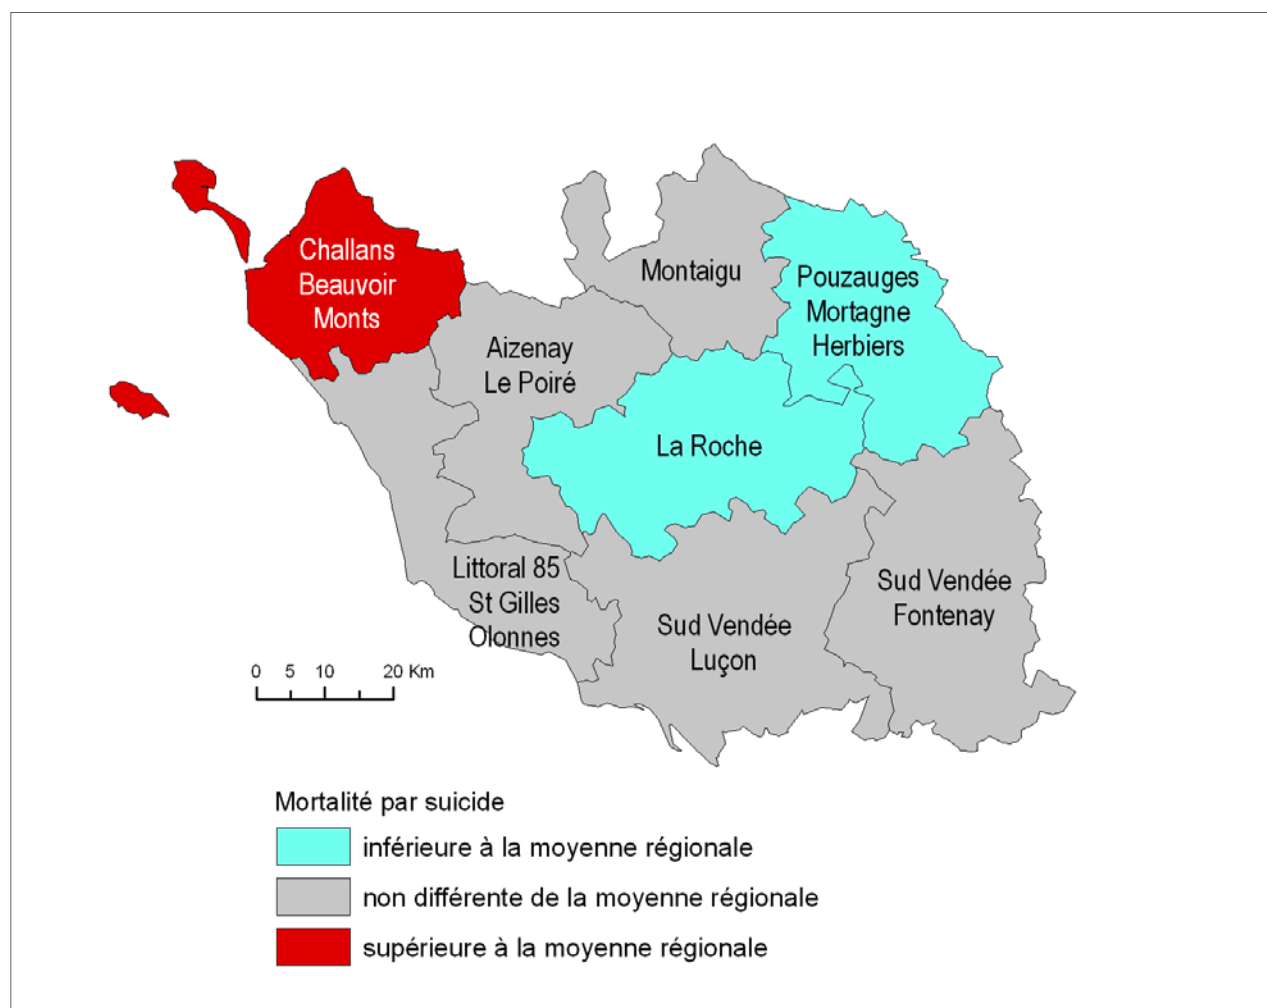 Challans
Beauvoir
Monts
Montaigu
Pouzauges
Mortagne
Herbiers
Aizenay
Le Poiré
La Roche
Littoral 85
St Gilles
Olonnes
Sud Vendée
Luçon
Sud Vendée
Fontenay
0 5 10 20 Km
Mortalité par suicide
inférieure à la moyenne régionale
non différente de la moyenne régionale
supérieure à la moyenne régionale